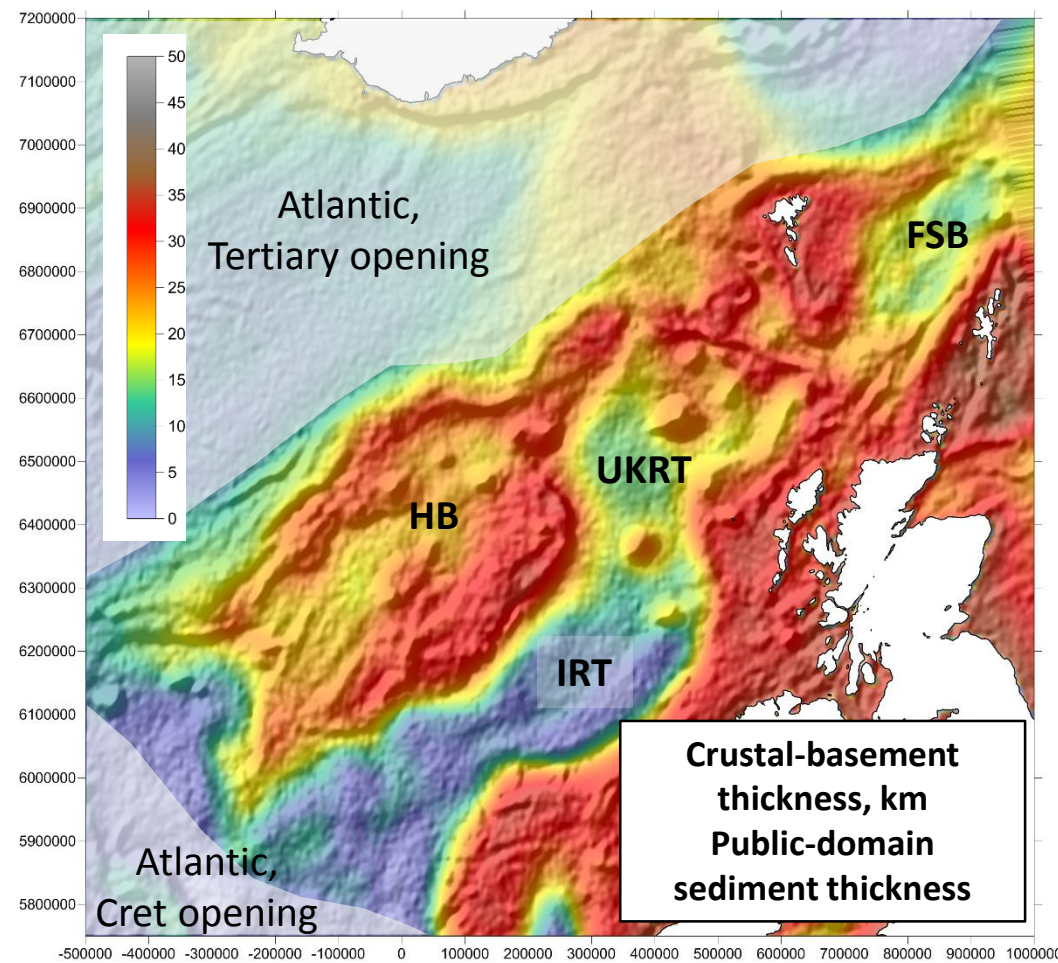 7200000
7100000
7000000
6900000
6800000
6700000
6600000
6500000
6400000
6300000
6200000
6100000
6000000
5900000
5800000
50
45
40
35
30
25
20
15
10
5
0
Atlantic,
Tertiary opening
FSB
UKRT
HB
IRT
Atlantic,
Cret opening
Crustal-basement
thickness, km
Public-domain
sediment thickness
-500000 -400000 -300000 -200000 -100000 0 100000 200000 300000 400000 500000 600000 700000 800000 900000 1000000